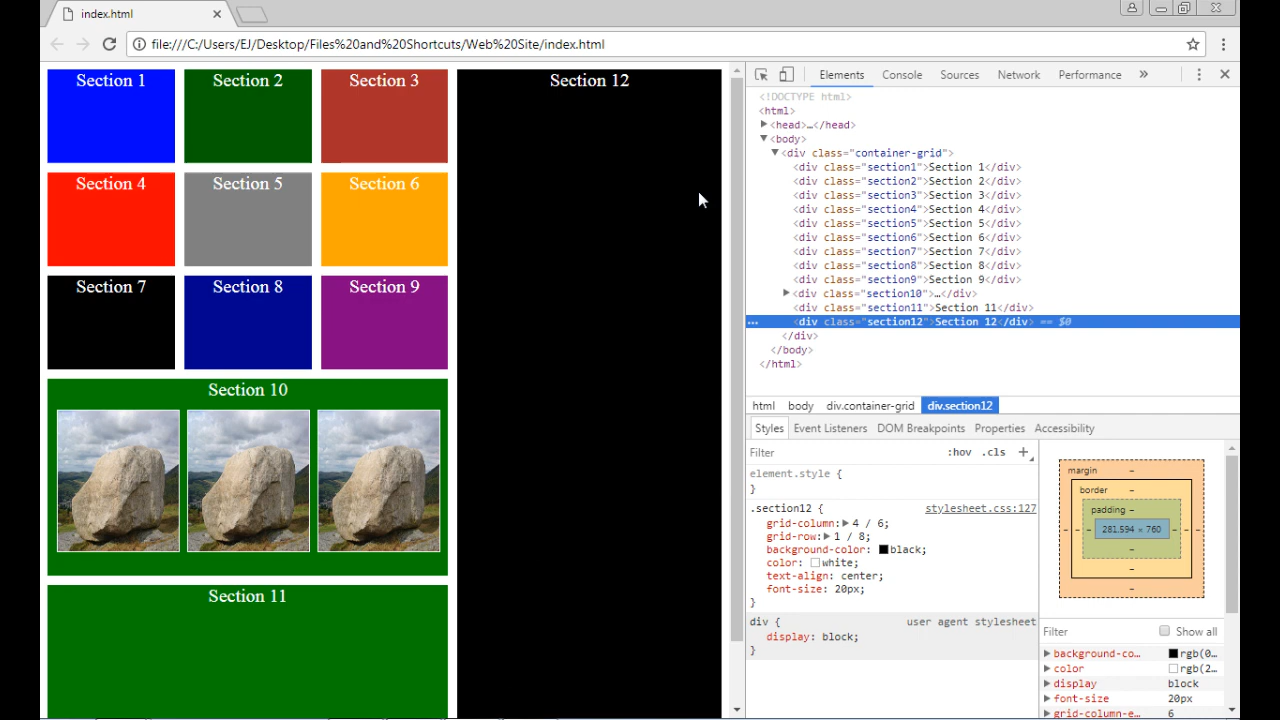 index.html
file:///C:/Users/EJ/Desktop/Files%20and%20Shortcuts/Web%20Site/index.html
Section 1
Section 2
Section 3
Section 12
Section 4
Section 5
Section 6
Section 7
Section 8
Section 9
Section 10
Section 11
Elements Console Sources Network Performance »
<!DOCTYPE html>
<html>
<head>…</head>
<body>
<div class="container-grid">
<div class="section1">Section 1</div>
<div class="section2">Section 2</div>
<div class="section3">Section 3</div>
<div class="section4">Section 4</div>
<div class="section5">Section 5</div>
<div class="section6">Section 6</div>
<div class="section7">Section 7</div>
<div class="section8">Section 8</div>
<div class="section9">Section 9</div>
<div class="section10">…</div>
<div class="section11">Section 11</div>
... <div class="section12">Section 12</div> == $0
</div>
</body>
</html>
html body div.container-grid div.section12
Styles Event Listeners DOM Breakpoints Properties Accessibility
Filter :hov .cls +
element.style {
}
.section12 { stylesheet.css:127
grid-column: 4 / 6;
grid-row: 1 / 8;
background-color: black;
color: white;
text-align: center;
font-size: 20px;
}
div { user agent stylesheet
display: block;
}
margin –
border –
padding –
– – – 281.594 × 760 – – –
–
–
–
Filter Show all
background-co… rgb(0…
color rgb(2…
display block
font-size 20px
grid-column-e… 6